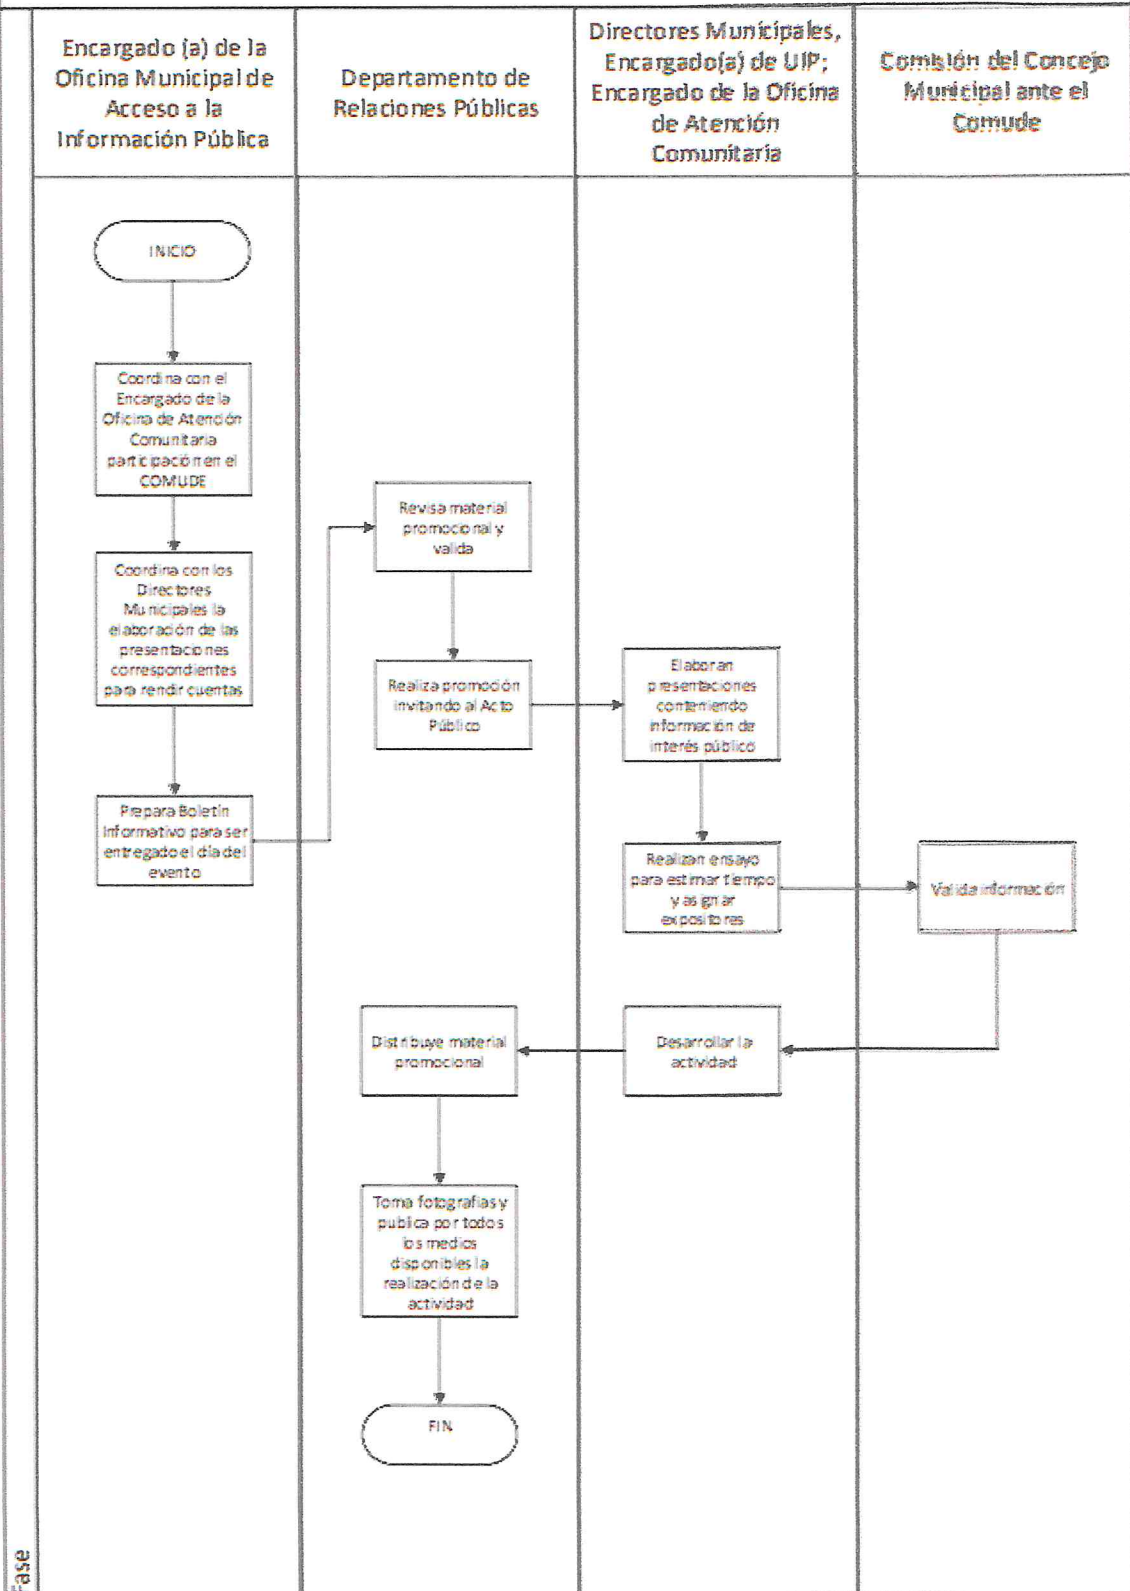 Encargado (a) de la
Oficina Municipal de
Acceso a la
Información Pública
Departamento de
Relaciones Públicas
Directores Municipales,
Encargado(a) de UIP;
Encargado de la Oficina
de Atención
Comunitaria
Comisión del Concejo
Municipal ante el
Comude
INICIO
Coordina con el
Encargado de la
Oficina de Atención
Comunitaria
participación en el
COMUDE
Coordina con los
Directores
Municipales la
elaboración de las
presentaciones
correspondientes
para rendir cuentas
Prepara Boletín
Informativo para ser
entregado el día del
evento
Revisa material
promocional y
valida
Realiza promoción
invitando al Acto
Público
Elaboran
presentaciones
conteniendo
información de
interés público
Realizan ensayo
para estimar tiempo
y asignar
expositores
Valida información
Desarrollar la
actividad
Distribuye material
promocional
Toma fotografías y
publica por todos
los medios
disponibles la
realización de la
actividad
FIN
Fase